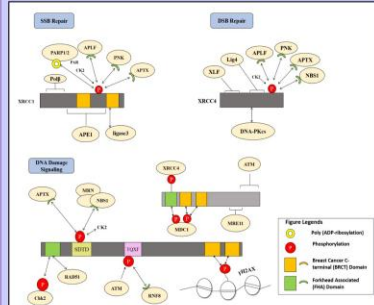 SSB Repair
DSB Repair
PARP1/2
APLF
PNK
APTX
PAR
CK2
Polβ
XRCC1
APE1
ligase3
XLF
Lig4
APLF
PNK
APTX
NBS1
CK2
P
XRCC4
DNA-PKcs
DNA Damage
Signaling
APTX
MRN
NBS1
CK2
P
SDTD
TQXF
RAD51
Chk2
ATM
RNF8
XRCC4
P
MDC1
ATM
MRE11
γH2AX
Figure Legends
Poly (ADP-ribosylation)
P
Phosphorylation
Breast Cancer C-
terminal (BRCT) Domain
Forkhead Associated
(FHA) Domain